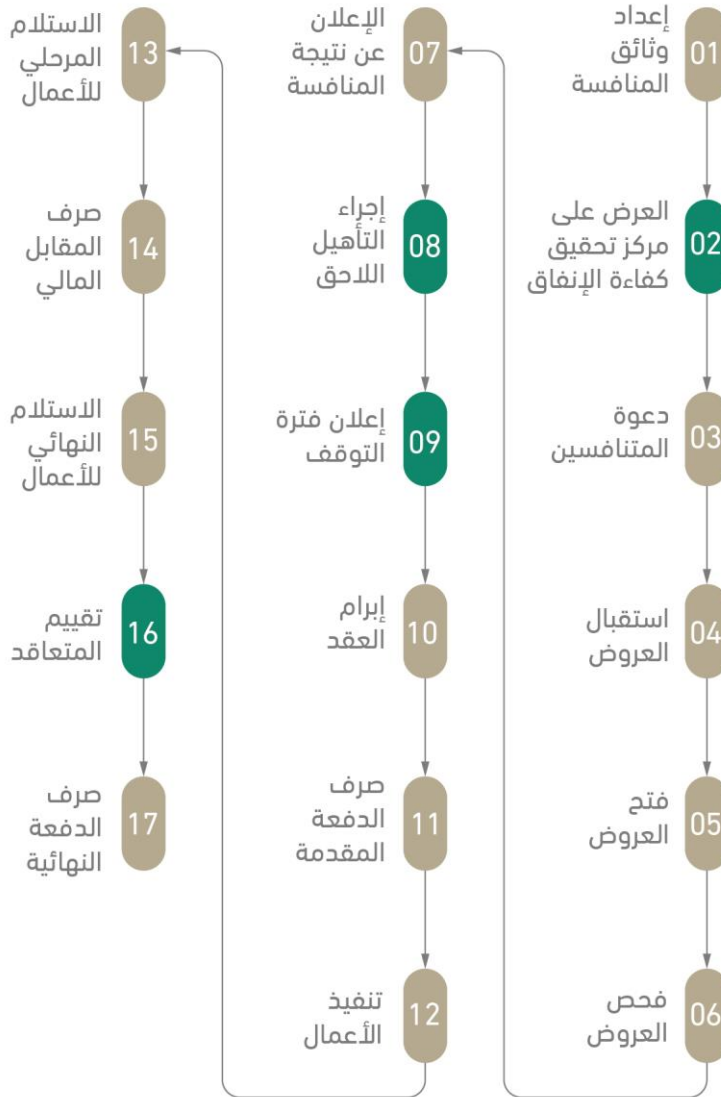 01
إعداد
وثائق
المنافسة
02
العرض على
مركز تحقيق
كفاءة الإنفاق
03
دعوة
المتنافسين
04
استقبال
العروض
05
فتح
العروض
06
فحص
العروض
07
الإعلان
عن نتيجة
المنافسة
08
إجراء
التأهيل
اللاحق
09
إعلان فترة
التوقف
10
إبرام
العقد
11
صرف
الدفعة
المقدمة
12
تنفيذ
الأعمال
13
الاستلام
المرحلي
للأعمال
14
صرف
المقابل
المالي
15
الاستلام
النهائي
للأعمال
16
تقييم
المتعاقد
17
صرف
الدفعة
النهائية